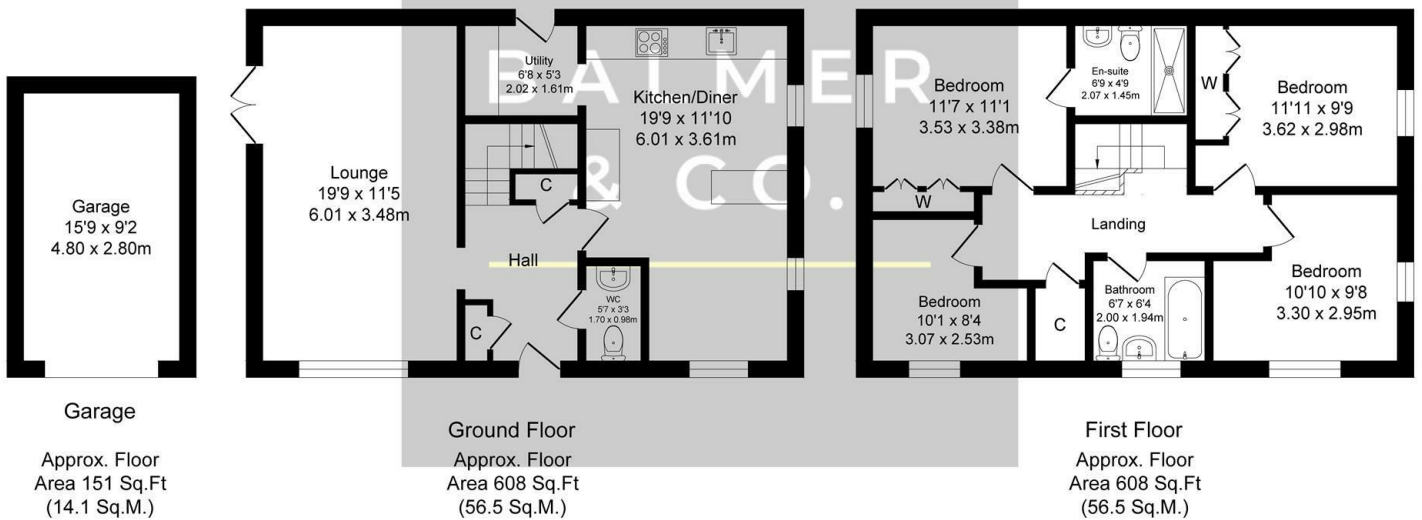 BALMER
& CO.
Garage
15'9 x 9'2
4.80 x 2.80m
Garage
Approx. Floor
Area 151 Sq.Ft
(14.1 Sq.M.)
Lounge
19'9 x 11'5
6.01 x 3.48m
Utility
6'8 x 5'3
2.02 x 1.61m
Kitchen/Diner
19'9 x 11'10
6.01 x 3.61m
C
Hall
C
WC
5'7 x 3'3
1.70 x 0.98m
Ground Floor
Approx. Floor
Area 608 Sq.Ft
(56.5 Sq.M.)
Bedroom
11'7 x 11'1
3.53 x 3.38m
W
En-suite
6'9 x 4'9
2.07 x 1.45m
W
Bedroom
11'11 x 9'9
3.62 x 2.98m
Landing
Bedroom
10'1 x 8'4
3.07 x 2.53m
C
Bathroom
6'7 x 6'4
2.00 x 1.94m
Bedroom
10'10 x 9'8
3.30 x 2.95m
First Floor
Approx. Floor
Area 608 Sq.Ft
(56.5 Sq.M.)